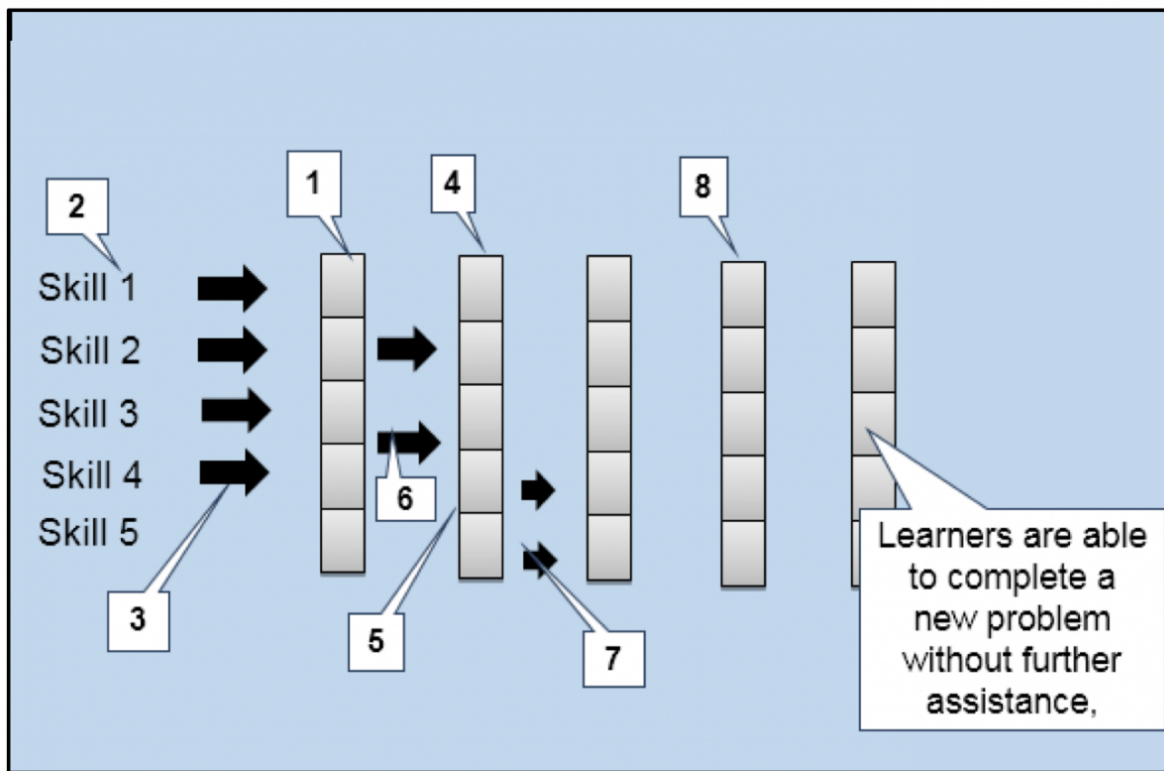 1
4
8
2
Skill 1
Skill 2
Skill 3
Skill 4
6
Skill 5
3
5
7
Learners are able
to complete a
new problem
without further
assistance,